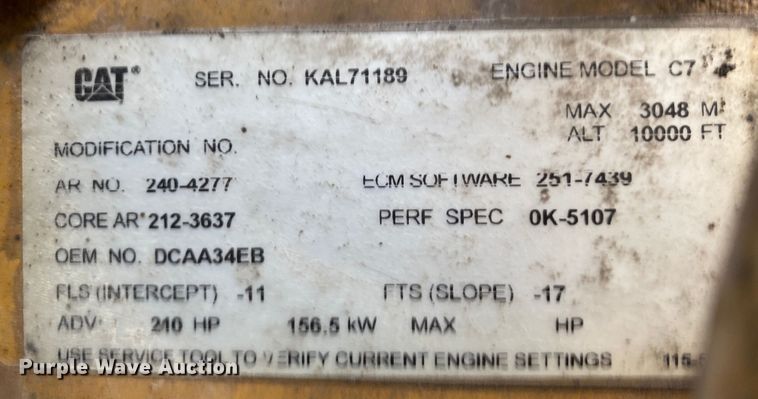 CAT® SER. NO. KAL71189 ENGINE MODEL C7
MAX 3048 M
ALT 10000 FT
MODIFICATION NO.
AR NO. 240-4277 ECM SOFTWARE 251-7439
CORE AR 212-3637 PERF SPEC 0K-5107
OEM NO. DCAA34EB
FLS (INTERCEPT) -11 FTS (SLOPE) -17
ADV 210 HP 156.5 kW MAX HP
USE SERVICE TOOL TO VERIFY CURRENT ENGINE SETTINGS
Purple Wave Auction